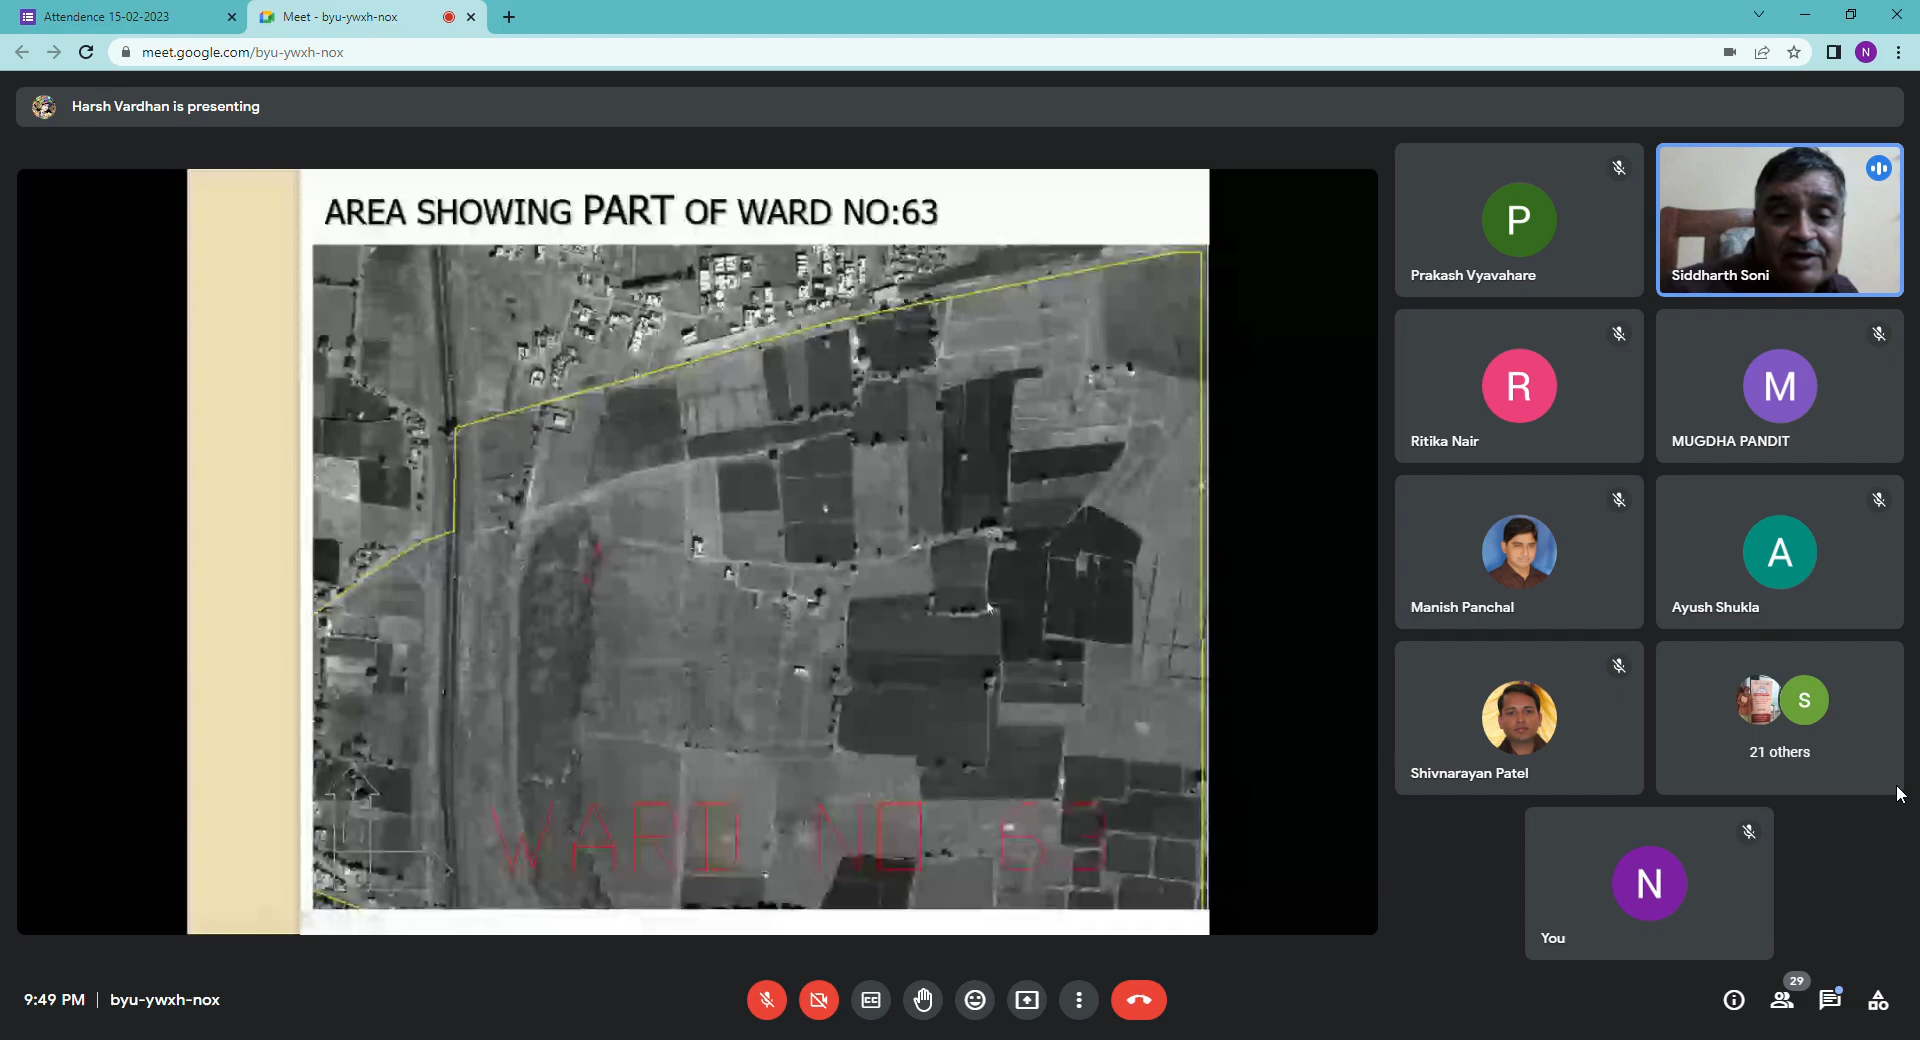 Attendence 15-02-2023
Meet - byu-ywxh-nox
meet.google.com/byu-ywxh-nox
N
Harsh Vardhan is presenting
AREA SHOWING PART OF WARD NO:63
WARD NO 63
P
Prakash Vyavahare
Siddharth Soni
R
Ritika Nair
M
MUGDHA PANDIT
Manish Panchal
A
Ayush Shukla
Shivnarayan Patel
S
21 others
N
You
9:49 PM | byu-ywxh-nox
CC
29